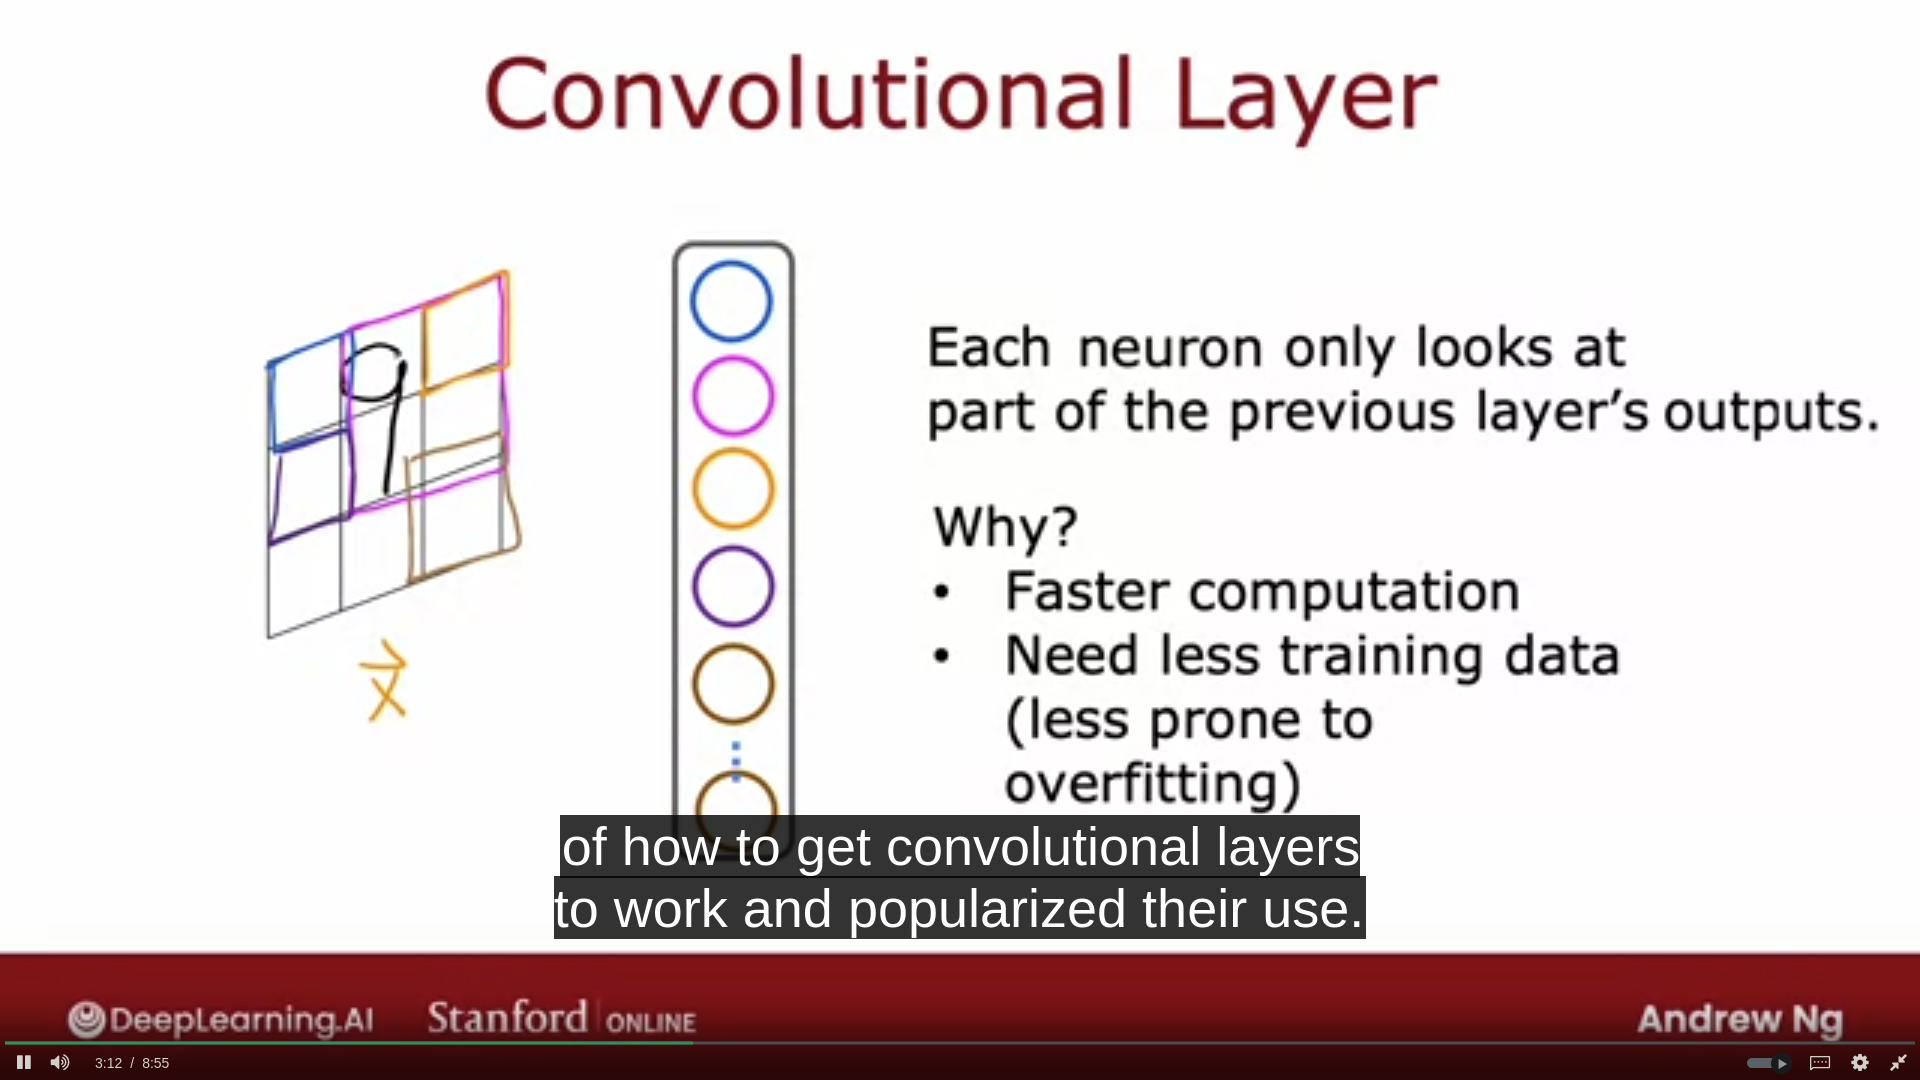 Convolutional Layer
9
x
Each neuron only looks at
part of the previous layer's outputs.
Why?
• Faster computation
• Need less training data
(less prone to
overfitting)
of how to get convolutional layers
to work and popularized their use.
DeepLearning.AI Stanford | ONLINE Andrew Ng
3:12 / 8:55